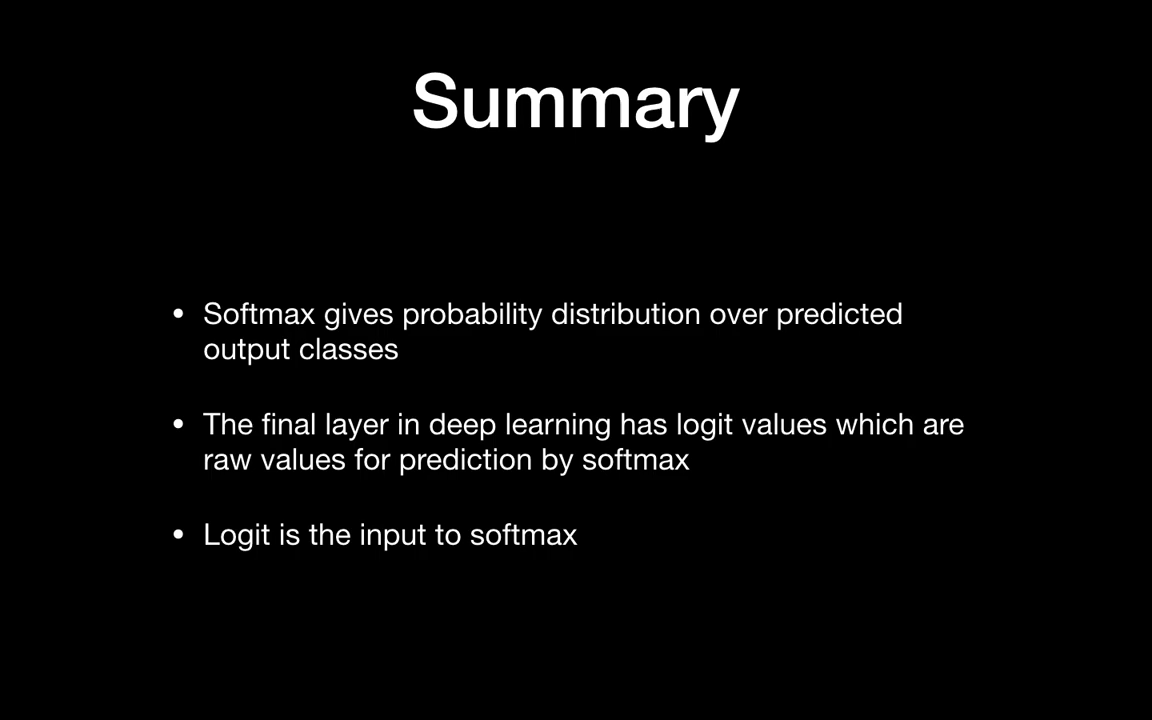 Summary
• Softmax gives probability distribution over predicted
output classes
• The final layer in deep learning has logit values which are
raw values for prediction by softmax
• Logit is the input to softmax